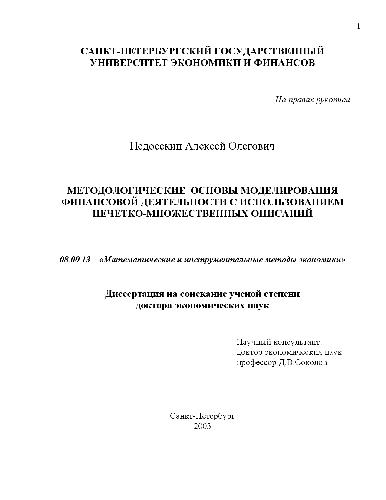 1
САНКТ-ПЕТЕРБУРГСКИЙ ГОСУДАРСТВЕННЫЙ
УНИВЕРСИТЕТ ЭКОНОМИКИ И ФИНАНСОВ
На правах рукописи
Недосекин Алексей Олегович
МЕТОДОЛОГИЧЕСКИЕ ОСНОВЫ МОДЕЛИРОВАНИЯ
ФИНАНСОВОЙ ДЕЯТЕЛЬНОСТИ С ИСПОЛЬЗОВАНИЕМ
НЕЧЕТКО-МНОЖЕСТВЕННЫХ ОПИСАНИЙ
08.00.13 – «Математические и инструментальные методы экономики»
Диссертация на соискание ученой степени
доктора экономических наук
Научный консультант –
доктор экономических наук
профессор Д.В.Соколов
Санкт-Петербург
2003